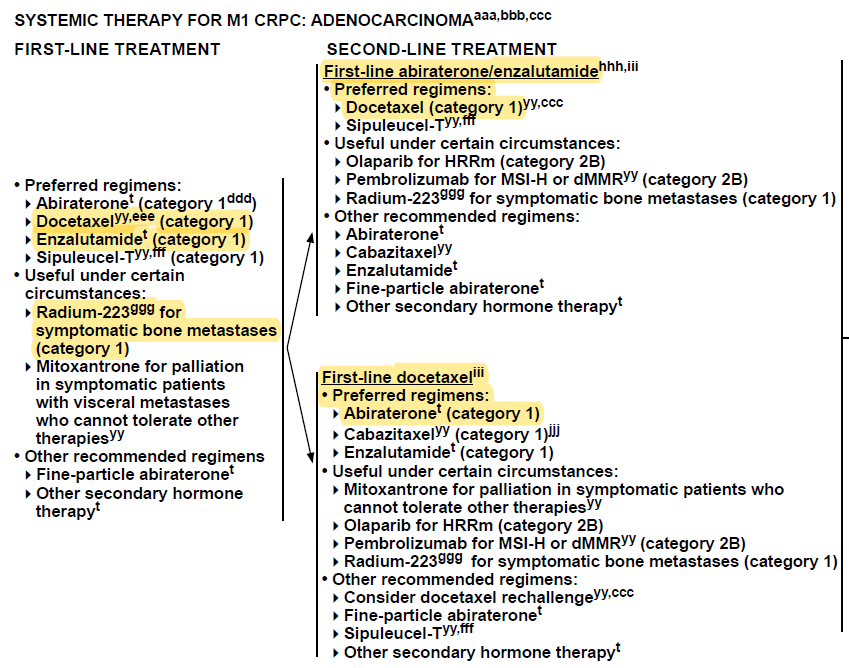 SYSTEMIC THERAPY FOR M1 CRPC: ADENOCARCINOMAaaa,bbb,ccc
FIRST-LINE TREATMENT
• Preferred regimens:
Abirateronet (category 1ddd)
Docetaxelyy,eee (category 1)
Enzalutamidet (category 1)
Sipuleucel-Tyy,fff (category 1)
• Useful under certain
circumstances:
Radium-223ggg for
symptomatic bone metastases
(category 1)
Mitoxantrone for palliation
in symptomatic patients
with visceral metastases
who cannot tolerate other
therapiesyy
• Other recommended regimens
Fine-particle abirateronet
Other secondary hormone
therapyt
SECOND-LINE TREATMENT
First-line abiraterone/enzalutamidehhh,iii
• Preferred regimens:
Docetaxel (category 1)yy,ccc
Sipuleucel-Tyy,fff
• Useful under certain circumstances:
Olaparib for HRRm (category 2B)
Pembrolizumab for MSI-H or dMMRyy (category 2B)
Radium-223ggg for symptomatic bone metastases (category 1)
• Other recommended regimens:
Abirateronet
Cabazitaxelyy
Enzalutamidet
Fine-particle abirateronet
Other secondary hormone therapyt
First-line docetaxeliii
• Preferred regimens:
Abirateronet (category 1)
Cabazitaxelyy (category 1)jjj
Enzalutamidet (category 1)
• Useful under certain circumstances:
Mitoxantrone for palliation in symptomatic patients who
cannot tolerate other therapiesyy
Olaparib for HRRm (category 2B)
Pembrolizumab for MSI-H or dMMRyy (category 2B)
Radium-223ggg for symptomatic bone metastases (category 1)
• Other recommended regimens:
Consider docetaxel rechallengeyy,ccc
Fine-particle abirateronet
Sipuleucel-Tyy,fff
Other secondary hormone therapyt